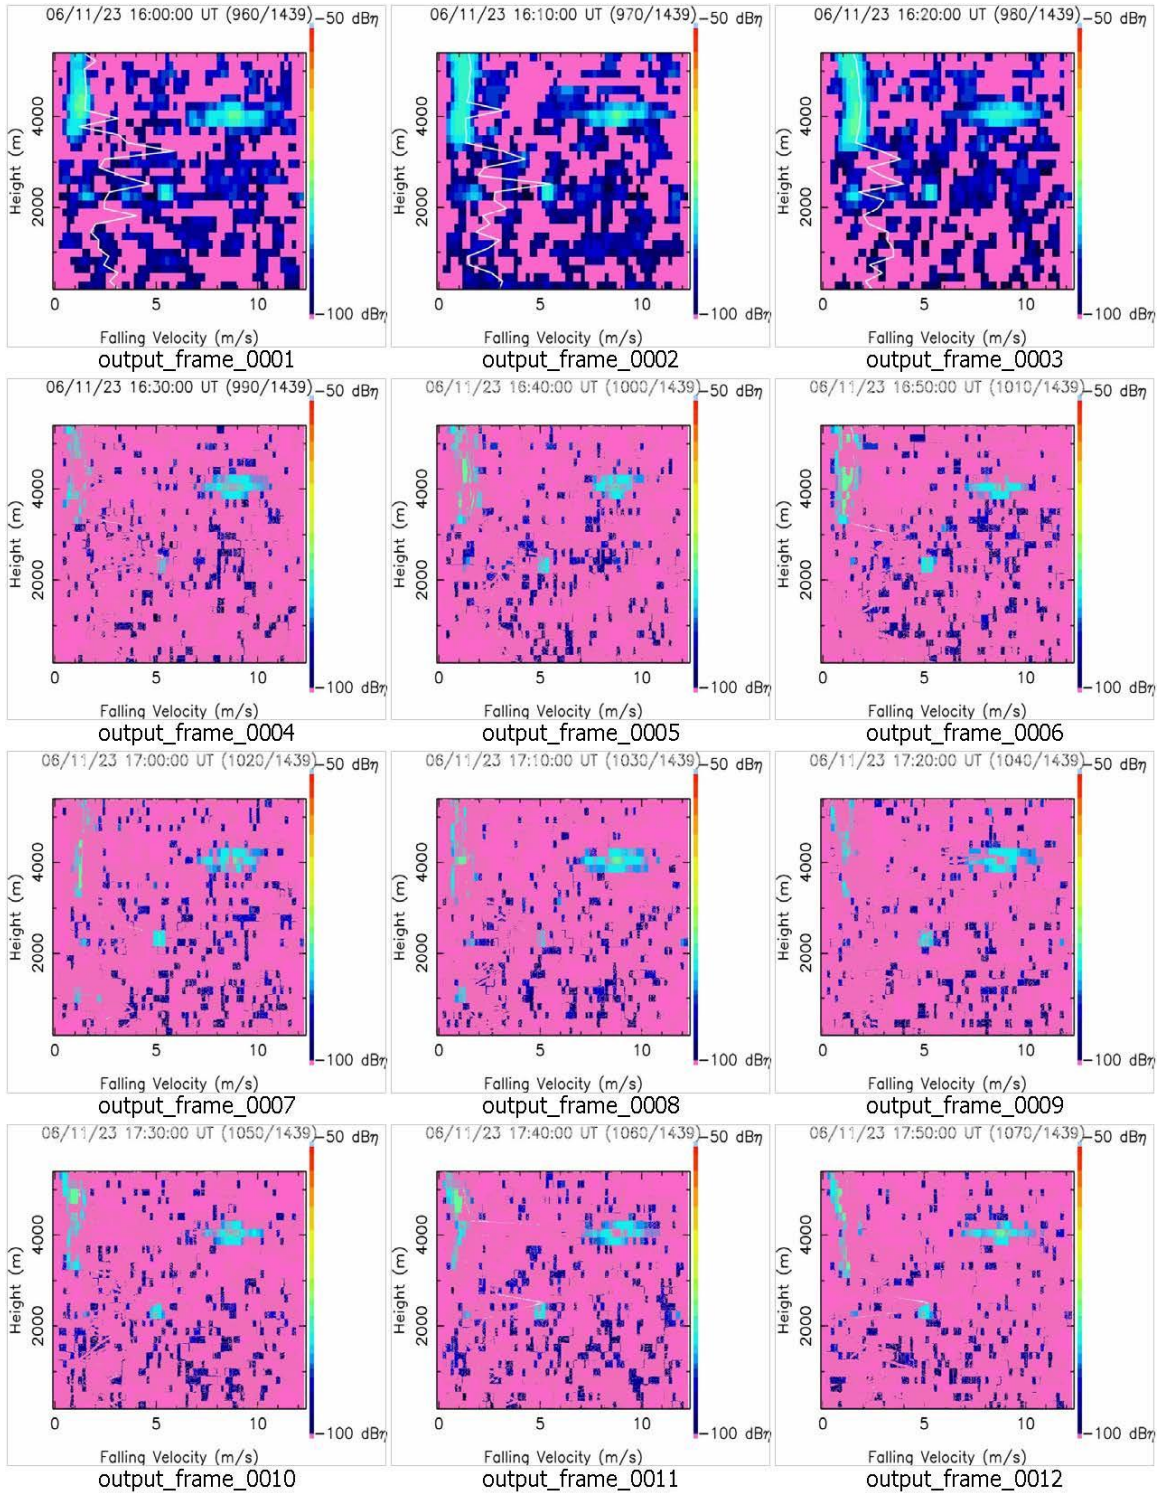 06/11/23 16:00:00 UT (960/1439) -50 dBη
Height (m)
4000
2000
0 5 10
-100 dBη
Falling Velocity (m/s)
output_frame_0001
06/11/23 16:10:00 UT (970/1439) -50 dBη
Height (m)
4000
2000
0 5 10
-100 dBη
Falling Velocity (m/s)
output_frame_0002
06/11/23 16:20:00 UT (980/1439) -50 dBη
Height (m)
4000
2000
0 5 10
-100 dBη
Falling Velocity (m/s)
output_frame_0003
06/11/23 16:30:00 UT (990/1439) -50 dBη
Height (m)
4000
2000
0 5 10
-100 dBη
Falling Velocity (m/s)
output_frame_0004
06/11/23 16:40:00 UT (1000/1439) -50 dBη
Height (m)
4000
2000
0 5 10
-100 dBη
Falling Velocity (m/s)
output_frame_0005
06/11/23 16:50:00 UT (1010/1439) -50 dBη
Height (m)
4000
2000
0 5 10
-100 dBη
Falling Velocity (m/s)
output_frame_0006
06/11/23 17:00:00 UT (1020/1439) -50 dBη
Height (m)
4000
2000
0 5 10
-100 dBη
Falling Velocity (m/s)
output_frame_0007
06/11/23 17:10:00 UT (1030/1439) -50 dBη
Height (m)
4000
2000
0 5 10
-100 dBη
Falling Velocity (m/s)
output_frame_0008
06/11/23 17:20:00 UT (1040/1439) -50 dBη
Height (m)
4000
2000
0 5 10
-100 dBη
Falling Velocity (m/s)
output_frame_0009
06/11/23 17:30:00 UT (1050/1439) -50 dBη
Height (m)
4000
2000
0 5 10
-100 dBη
Falling Velocity (m/s)
output_frame_0010
06/11/23 17:40:00 UT (1060/1439) -50 dBη
Height (m)
4000
2000
0 5 10
-100 dBη
Falling Velocity (m/s)
output_frame_0011
06/11/23 17:50:00 UT (1070/1439) -50 dBη
Height (m)
4000
2000
0 5 10
-100 dBη
Falling Velocity (m/s)
output_frame_0012